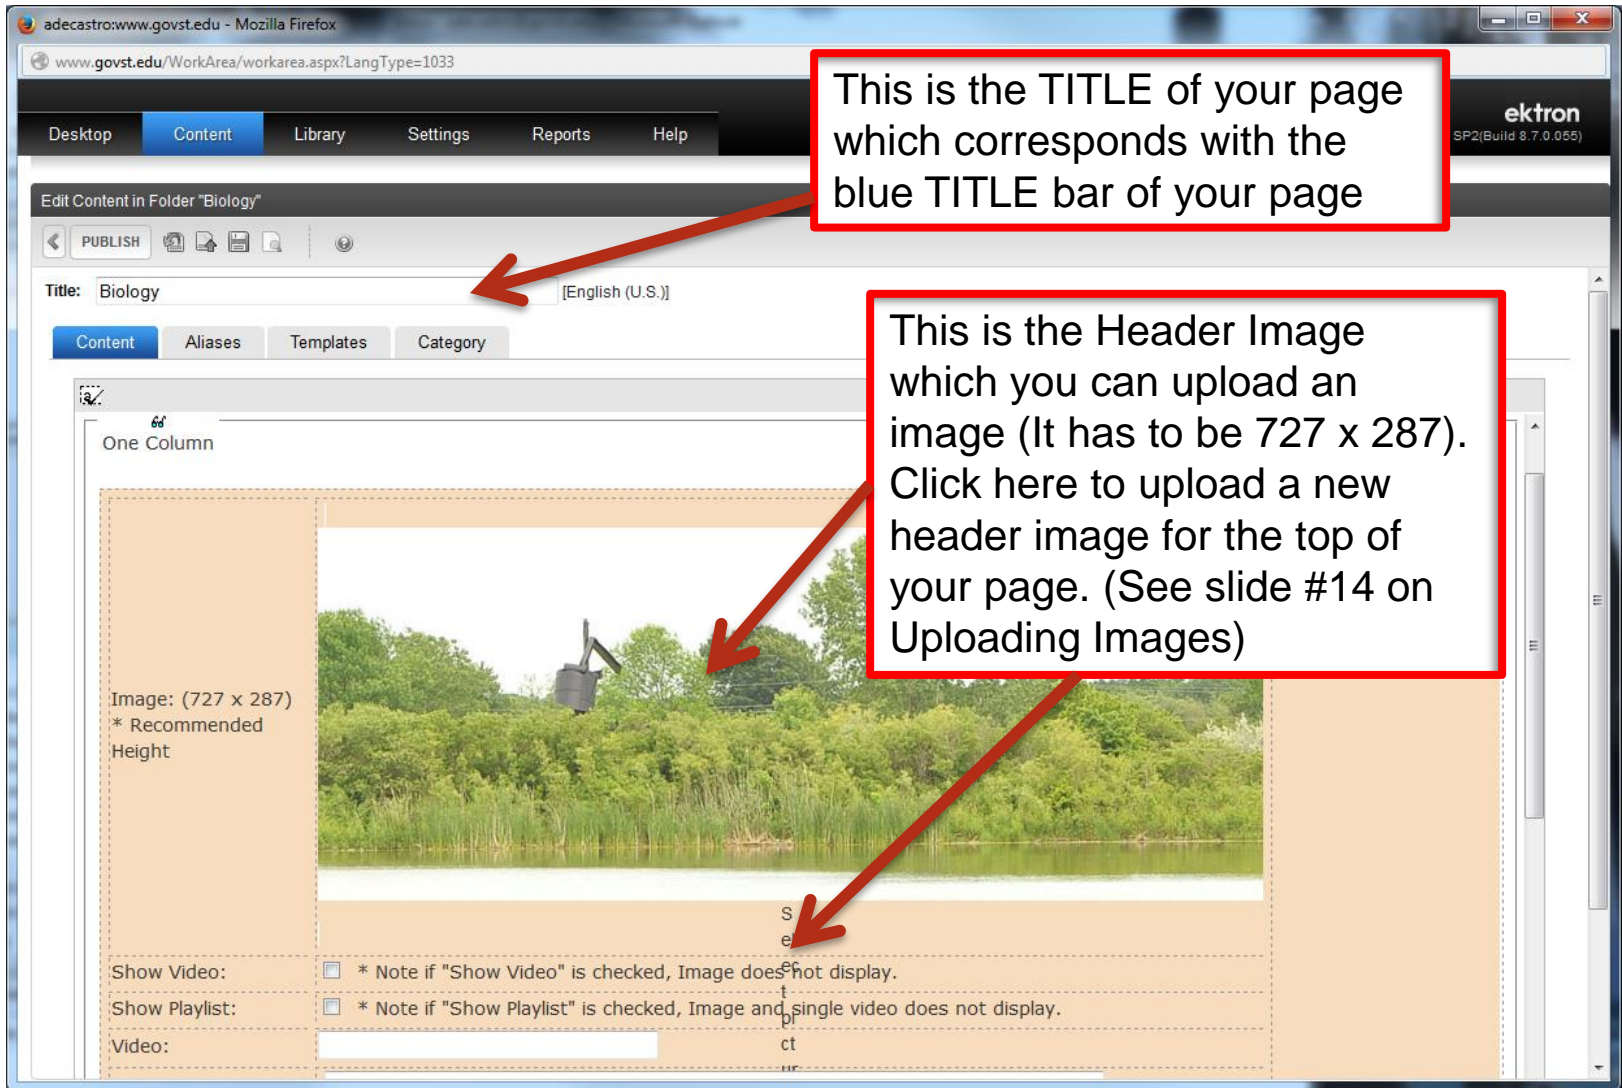 adecastro:www.govst.edu - Mozilla Firefox
www.govst.edu/WorkArea/workarea.aspx?LangType=1033
This is the TITLE of your page
which corresponds with the
blue TITLE bar of your page
ektron
SP2(Build 8.7.0.055)
Desktop Content Library Settings Reports Help
Edit Content in Folder "Biology"
PUBLISH
Title: Biology [English (U.S.)]
Content Aliases Templates Category
This is the Header Image
which you can upload an
image (It has to be 727 x 287).
Click here to upload a new
header image for the top of
your page. (See slide #14 on
Uploading Images)
One Column
Image: (727 x 287)
* Recommended
Height
S
el
ec
t
pi
ct
ur
Show Video: * Note if "Show Video" is checked, Image does not display.
Show Playlist: * Note if "Show Playlist" is checked, Image and single video does not display.
Video: